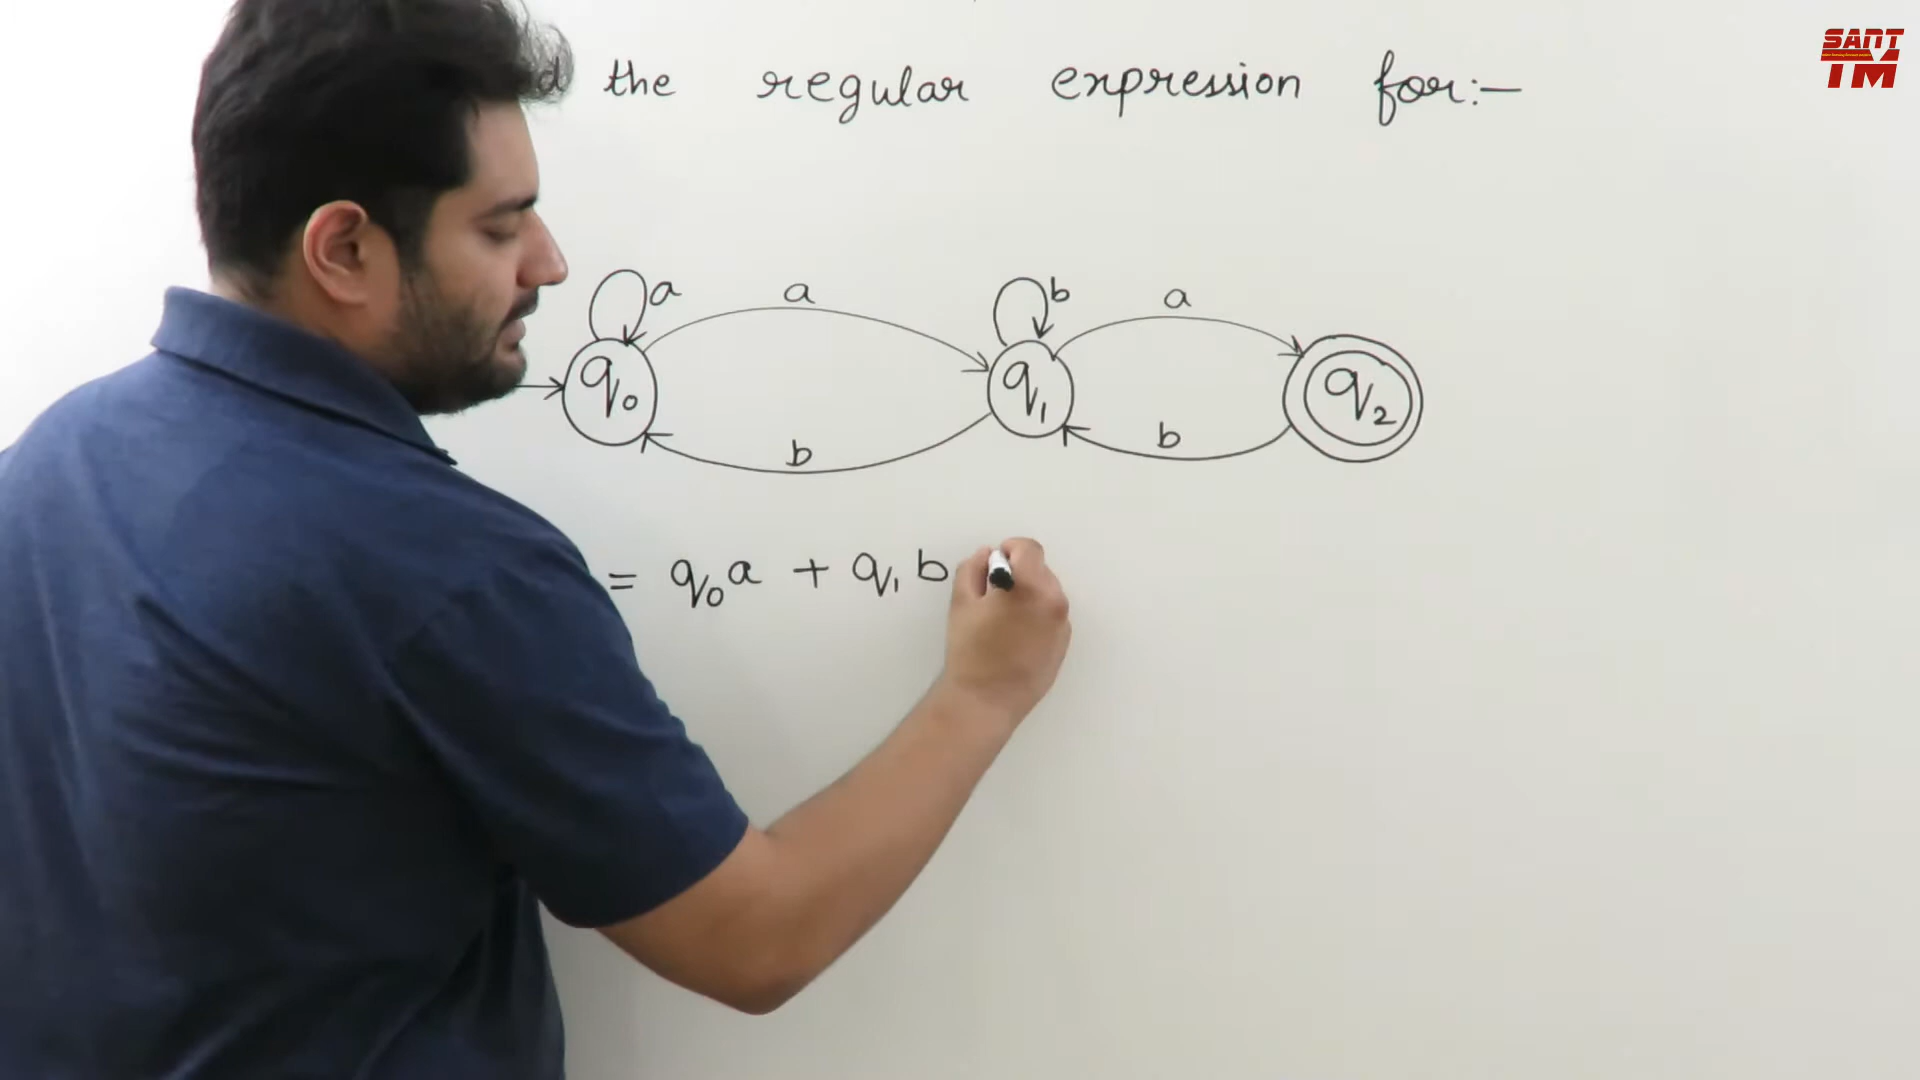 the regular expression for:-
a a b a
q0 q1 q2
b b
= q0a + q1b
SANT
TM